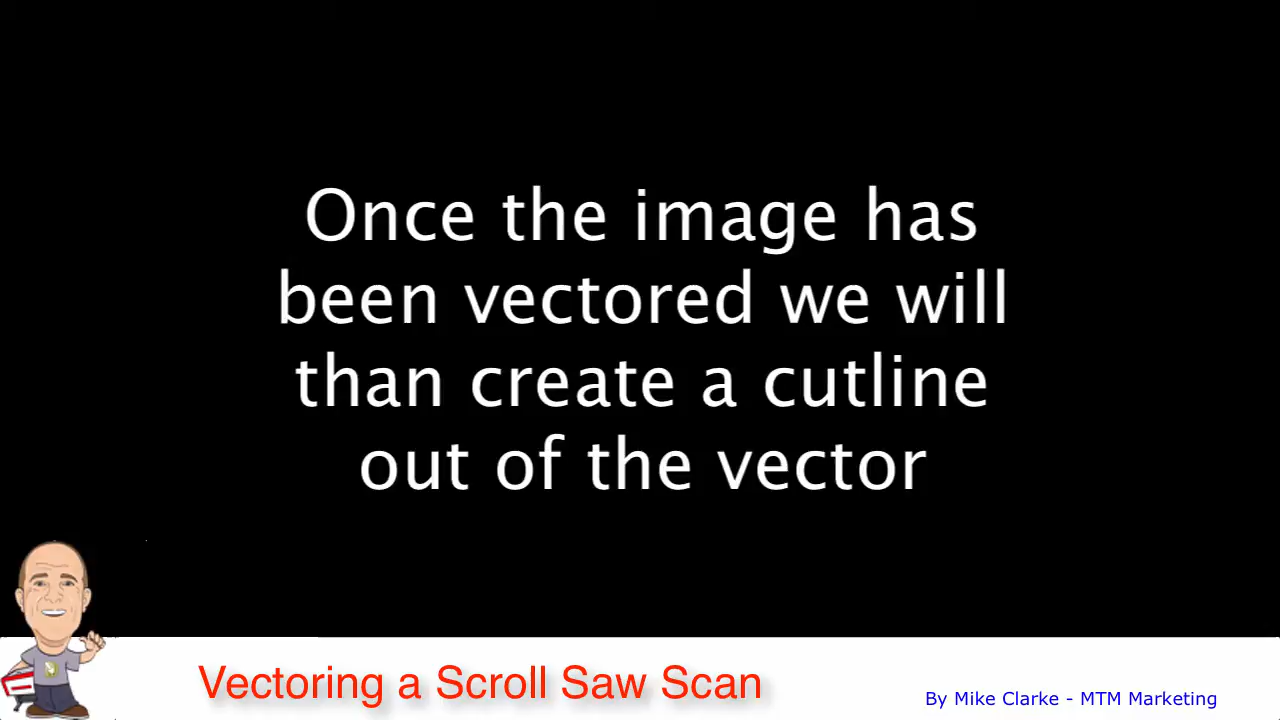 Once the image has
been vectored we will
than create a cutline
out of the vector
Vectoring a Scroll Saw Scan
By Mike Clarke - MTM Marketing